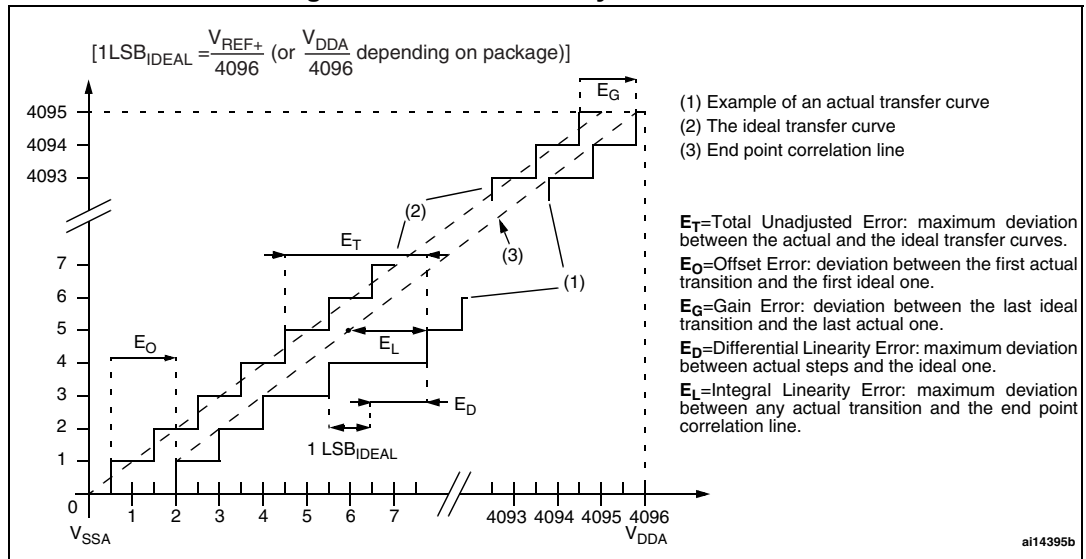 [1LSB_IDEAL = V_REF+ / 4096 (or V_DDA / 4096 depending on package)]
E_G
4095
4094
4093
7
6
5
4
3
2
1
0
(2)
E_T
(3)
(1)
E_O
E_L
E_D
1 LSB_IDEAL
1 2 3 4 5 6 7 4093 4094 4095 4096
V_SSA
V_DDA
(1) Example of an actual transfer curve
(2) The ideal transfer curve
(3) End point correlation line
E_T=Total Unadjusted Error: maximum deviation
between the actual and the ideal transfer curves.
E_O=Offset Error: deviation between the first actual
transition and the first ideal one.
E_G=Gain Error: deviation between the last ideal
transition and the last actual one.
E_D=Differential Linearity Error: maximum deviation
between actual steps and the ideal one.
E_L=Integral Linearity Error: maximum deviation
between any actual transition and the end point
correlation line.
ai14395b